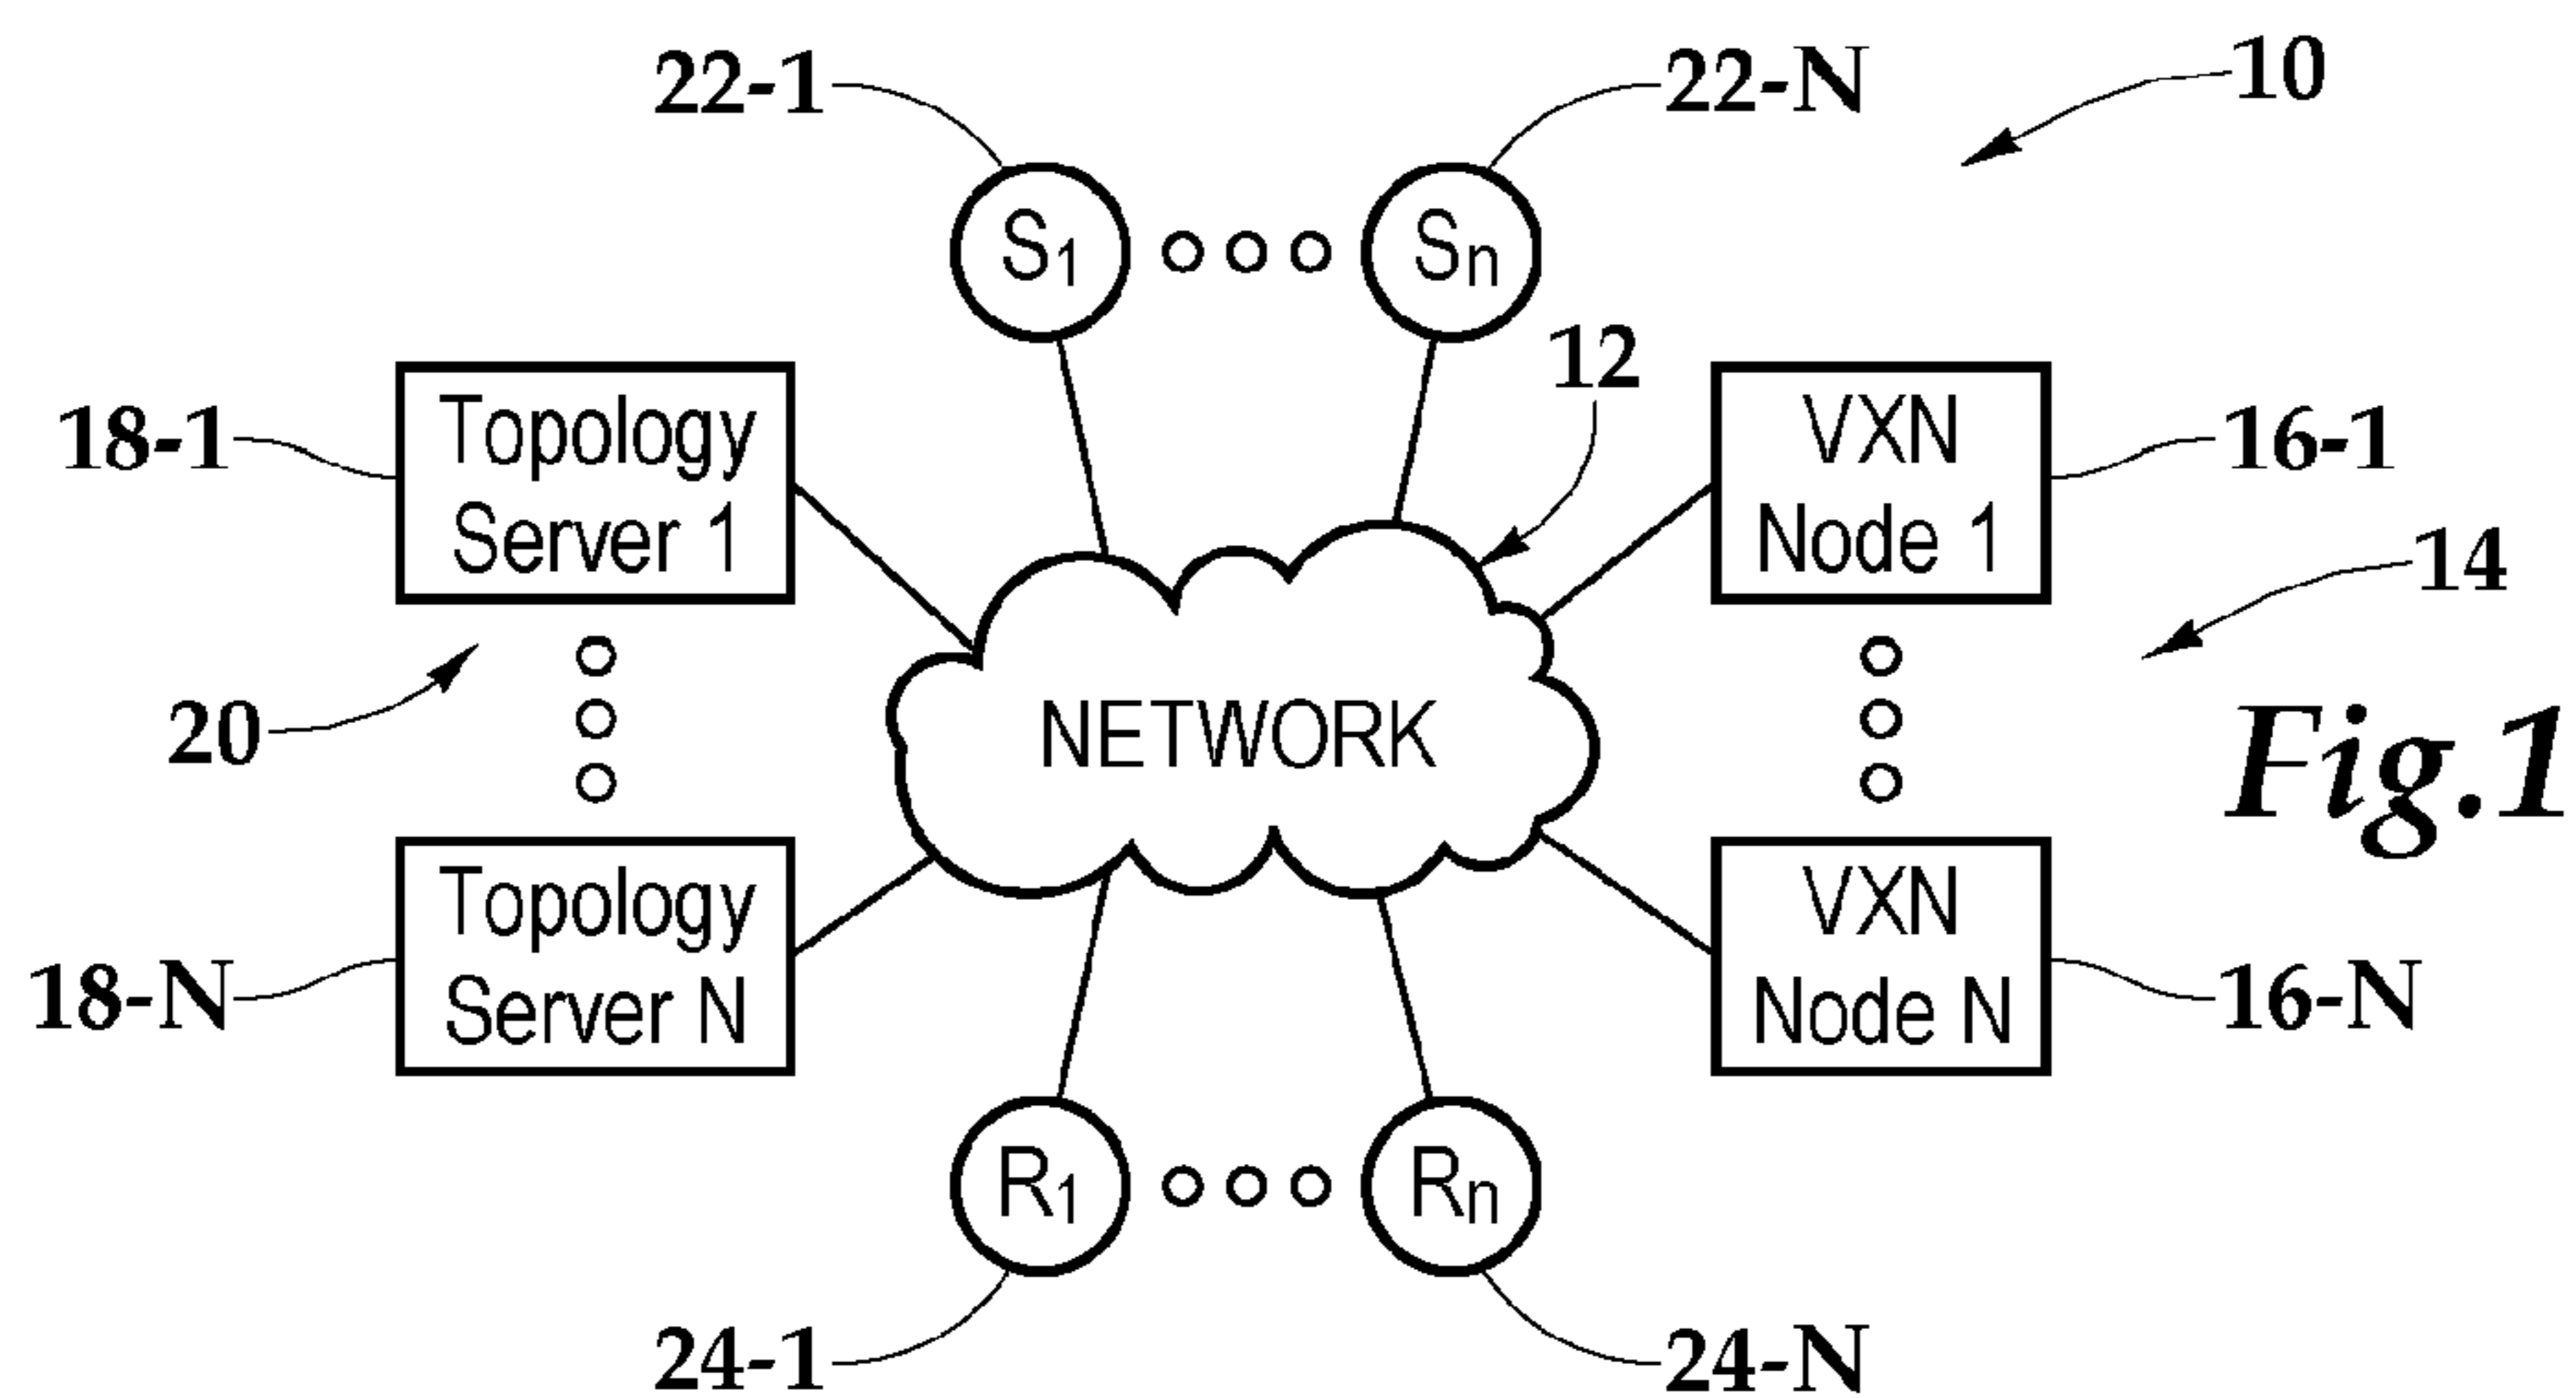 22-1
22-N
10
S1
Sn
12
18-1
Topology
Server 1
VXN
Node 1
16-1
14
20
NETWORK
Fig.1
18-N
Topology
Server N
VXN
Node N
16-N
R1
Rn
24-1
24-N